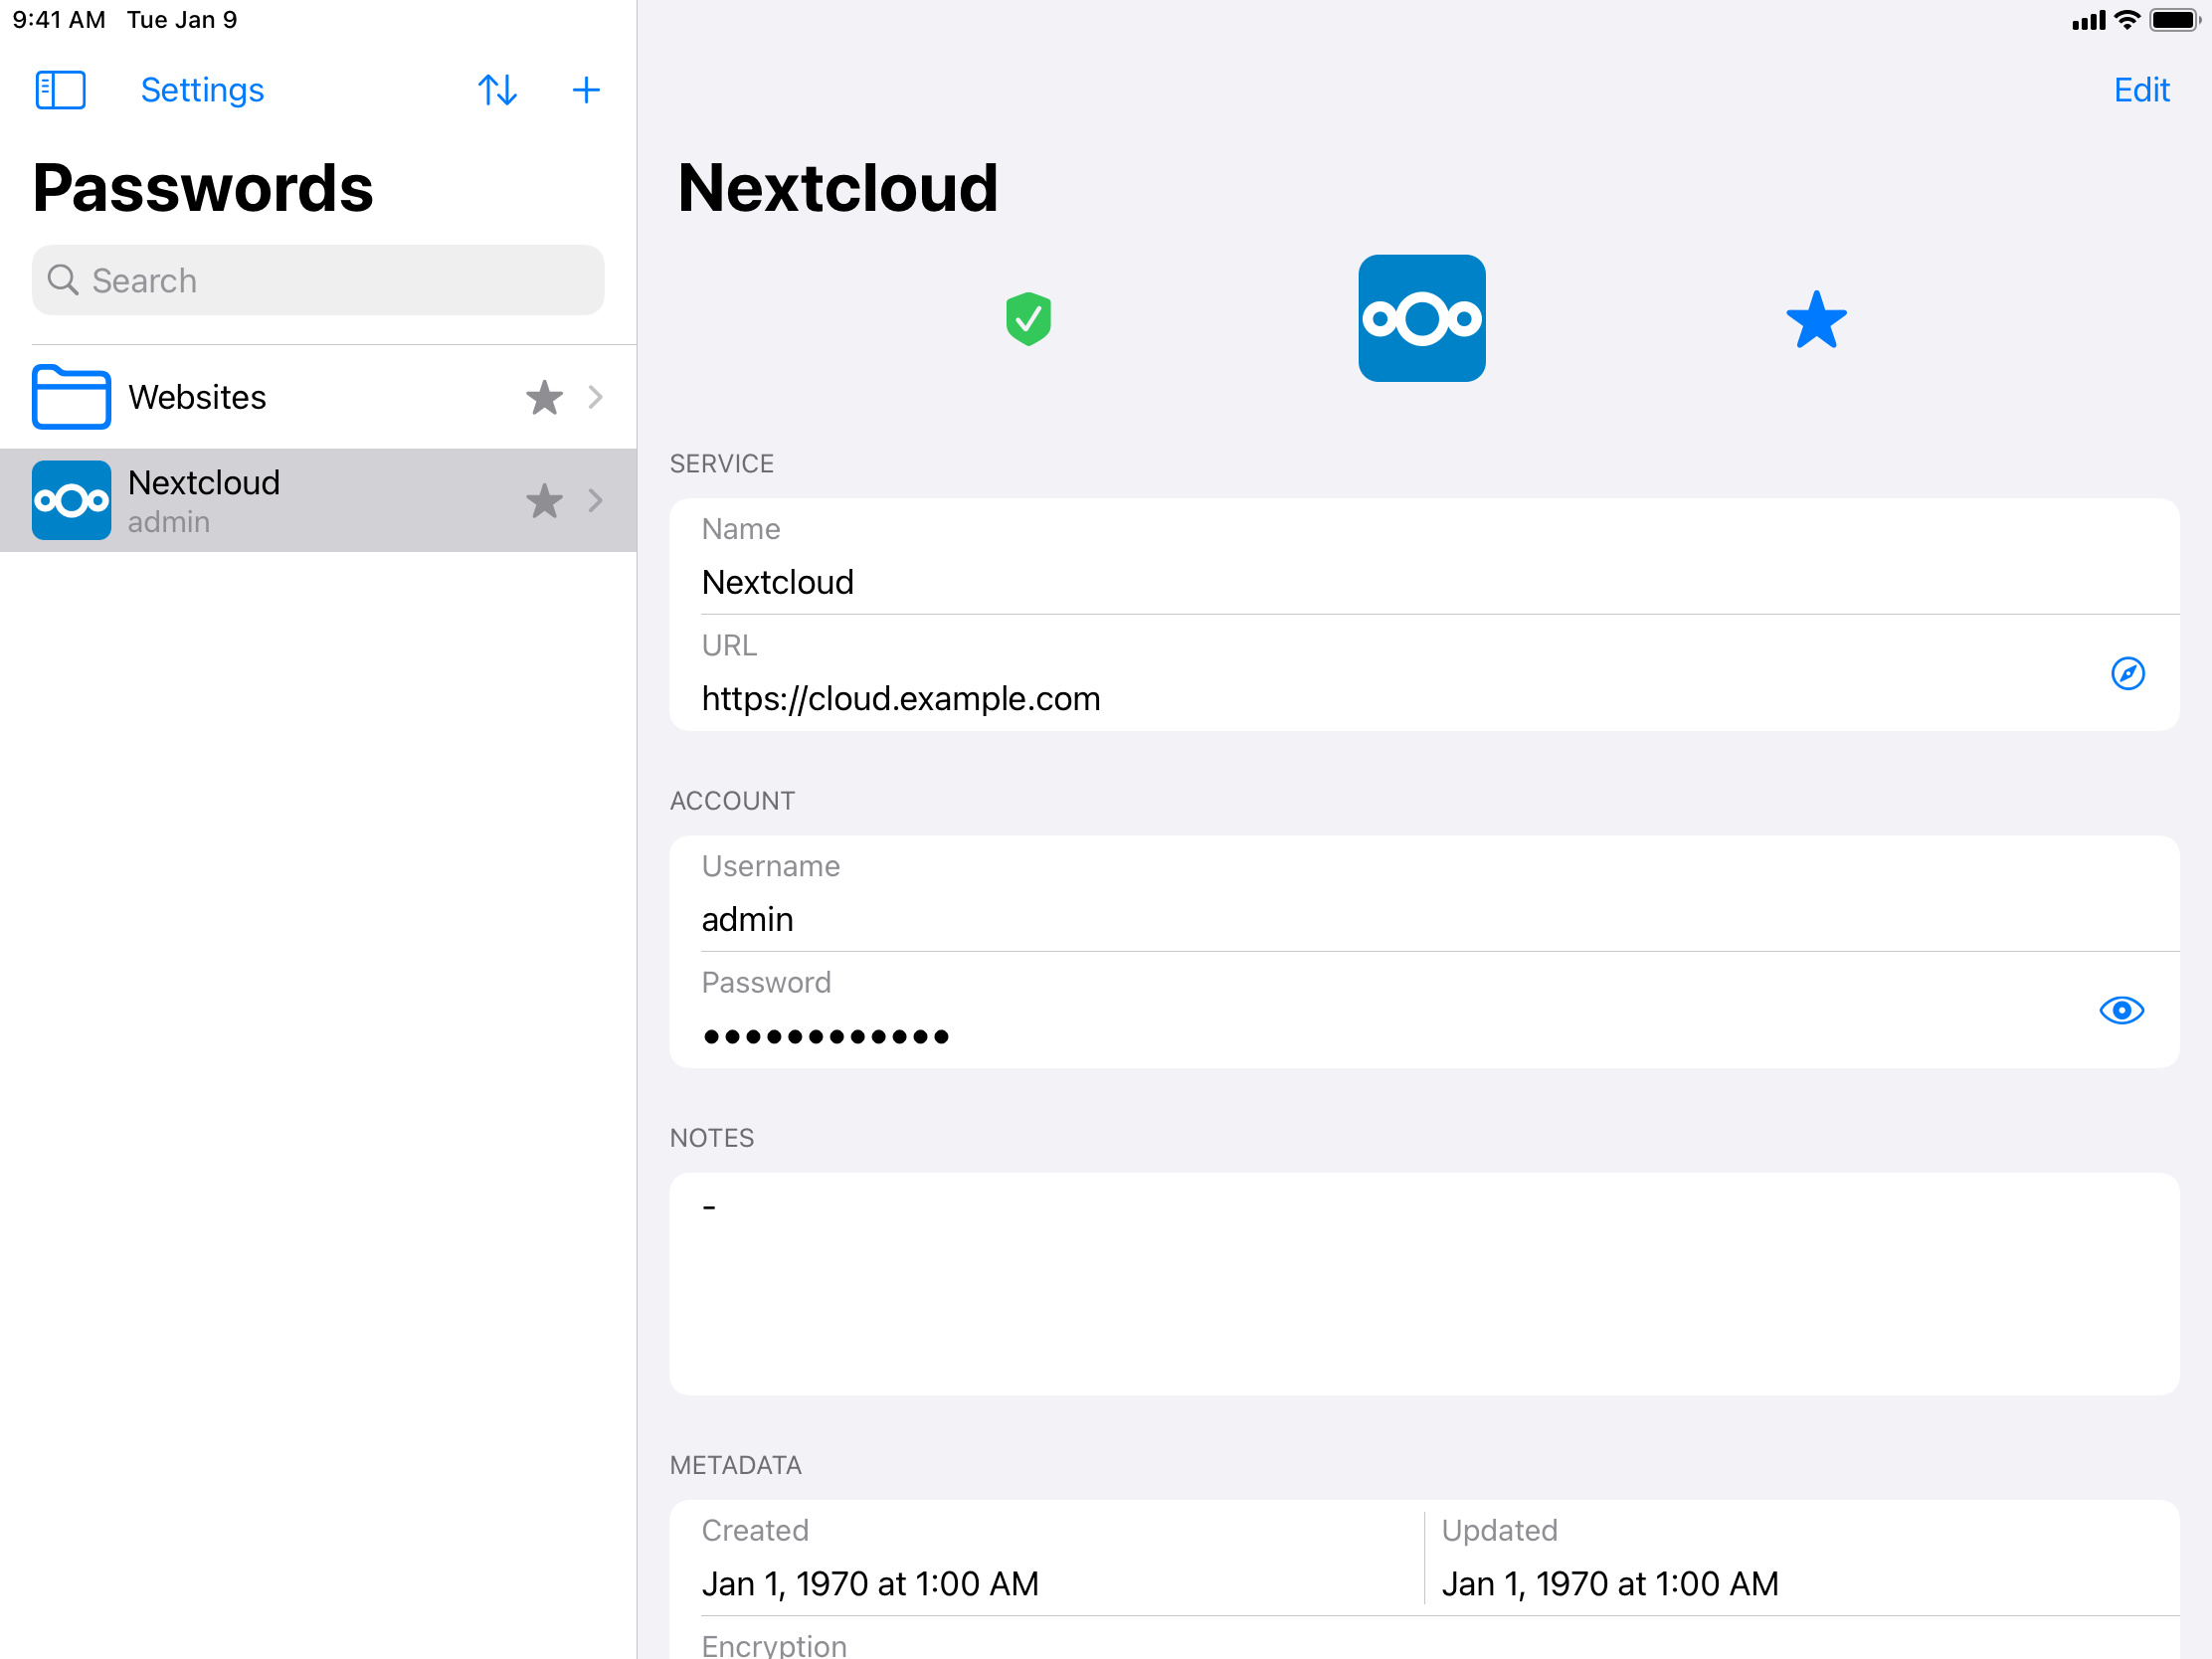 9:41 AM Tue Jan 9
Settings
Edit
Passwords
Search
Websites
Nextcloud
admin
Nextcloud
SERVICE
Name
Nextcloud
URL
https://cloud.example.com
ACCOUNT
Username
admin
Password
●●●●●●●●●●●●
NOTES
-
METADATA
Created
Jan 1, 1970 at 1:00 AM
Updated
Jan 1, 1970 at 1:00 AM
Encryption